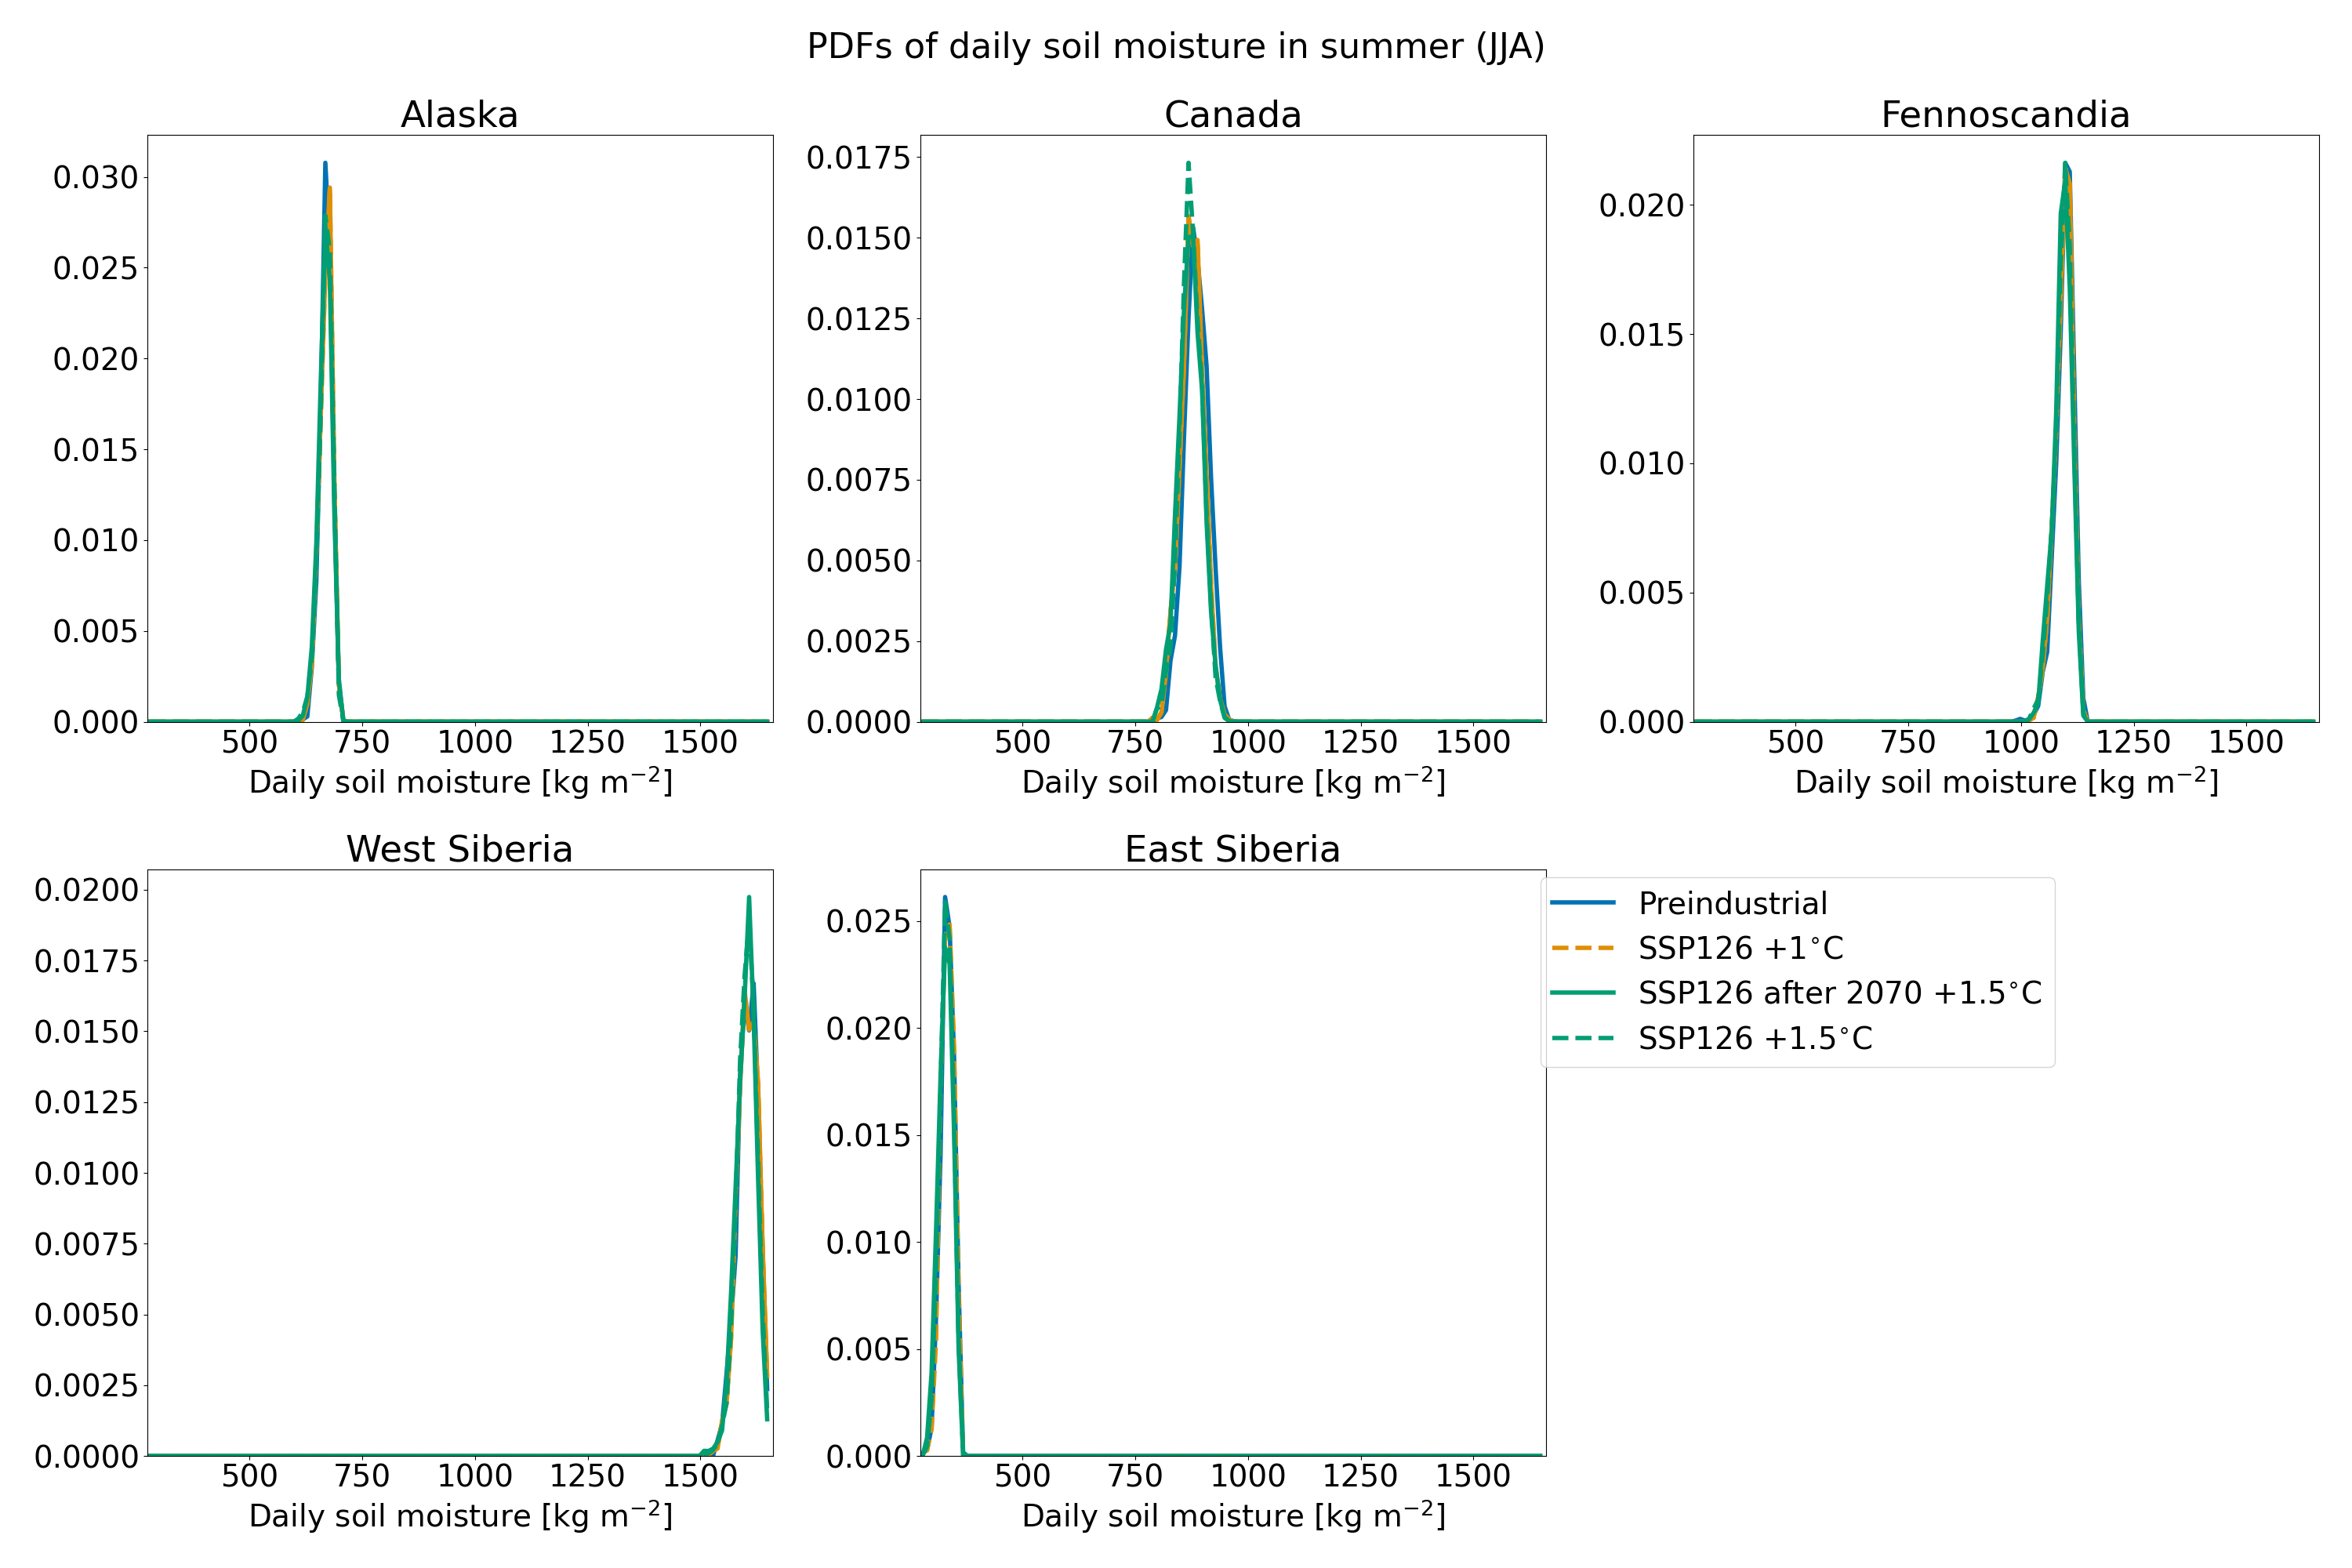 PDFs of daily soil moisture in summer (JJA)
Alaska
0.030
0.025
0.020
0.015
0.010
0.005
0.000
500 750 1000 1250 1500
Daily soil moisture [kg m⁻²]
Canada
0.0175
0.0150
0.0125
0.0100
0.0075
0.0050
0.0025
0.0000
500 750 1000 1250 1500
Daily soil moisture [kg m⁻²]
Fennoscandia
0.020
0.015
0.010
0.005
0.000
500 750 1000 1250 1500
Daily soil moisture [kg m⁻²]
West Siberia
0.0200
0.0175
0.0150
0.0125
0.0100
0.0075
0.0050
0.0025
0.0000
500 750 1000 1250 1500
Daily soil moisture [kg m⁻²]
East Siberia
0.025
0.020
0.015
0.010
0.005
0.000
500 750 1000 1250 1500
Daily soil moisture [kg m⁻²]
Preindustrial
SSP126 +1°C
SSP126 after 2070 +1.5°C
SSP126 +1.5°C